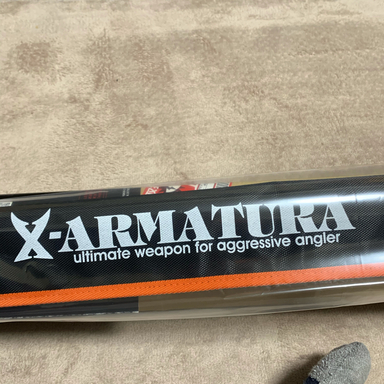 X-ARMATURA
ultimate weapon for aggressive angler